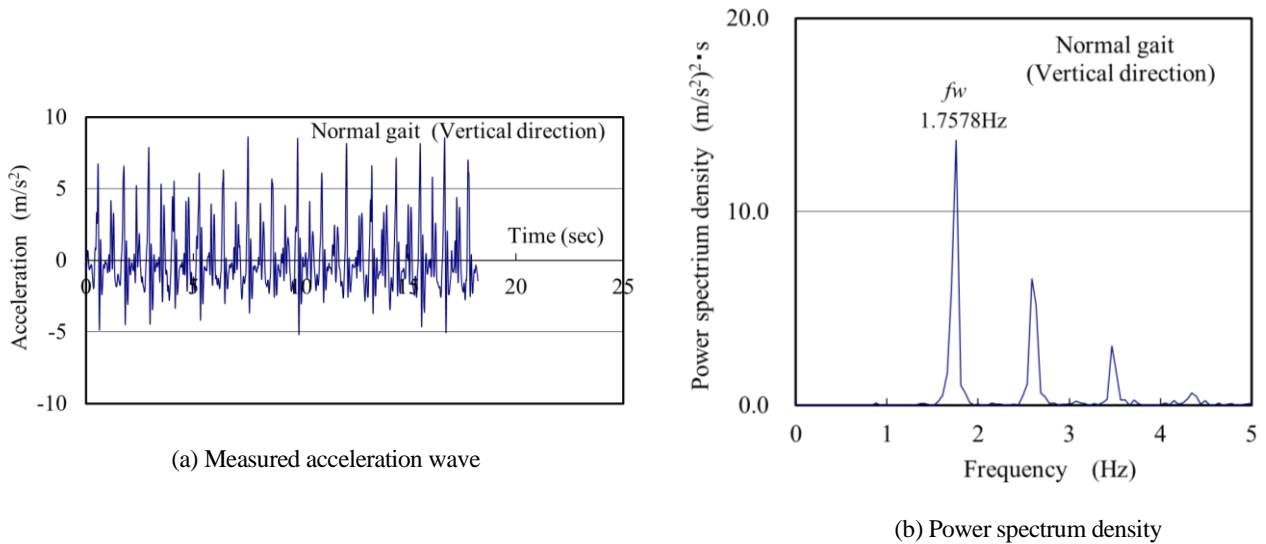 Normal gait (Vertical direction)
Acceleration (m/s²)
10
5
0
-5
-10
Time (sec)
0 5 10 15 20 25
(a) Measured acceleration wave
Normal gait
(Vertical direction)
fw
1.7578Hz
Power spectrum density (m/s²)²・s
20.0
10.0
0.0
0 1 2 3 4 5
Frequency (Hz)
(b) Power spectrum density